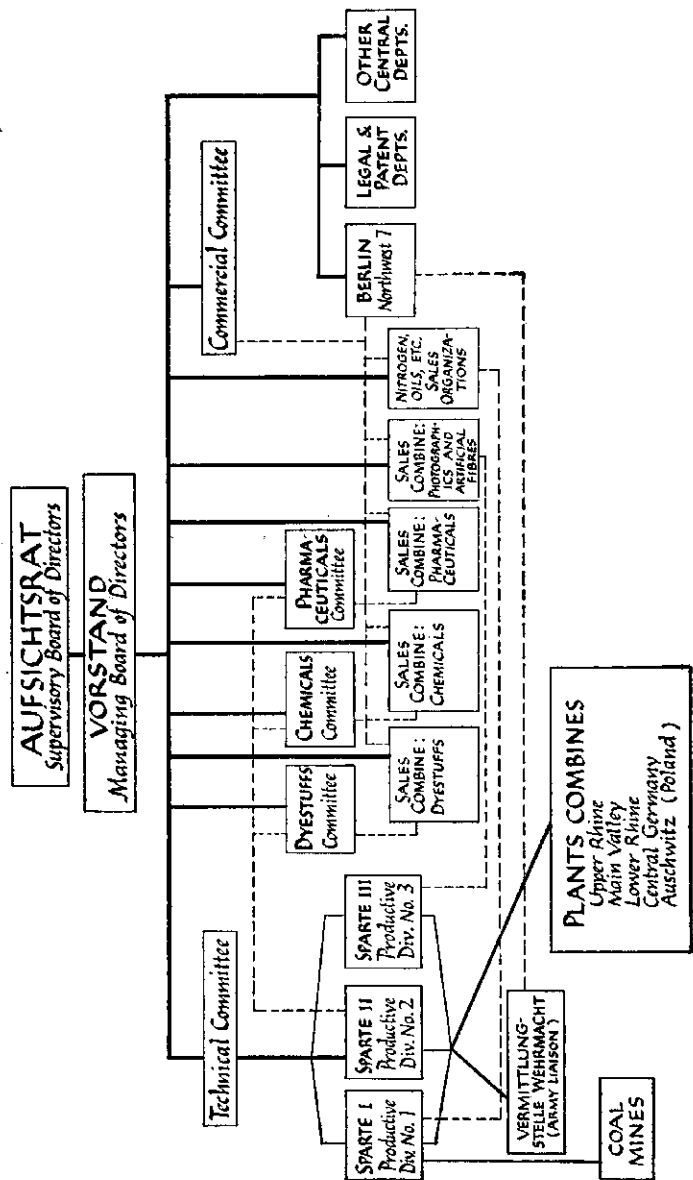 AUFSICHTSRAT
Supervisory Board of Directors
VORSTAND
Managing Board of Directors
Technical Committee
Commercial Committee
DYESTUFFS
Committee
CHEMICALS
Committee
PHARMA-
CEUTICALS
Committee
SPARTE I
Productive
Div. No. 1
SPARTE II
Productive
Div. No. 2
SPARTE III
Productive
Div. No. 3
SALES
COMBINE:
DYESTUFFS
SALES
COMBINE:
CHEMICALS
SALES
COMBINE:
PHARMA-
CEUTICALS
SALES
COMBINE:
PHOTOGRAPH-
ICS AND
ARTIFICIAL
FIBRES
NITROGEN,
OILS, ETC.
SALES
ORGANIZA-
TIONS
BERLIN
Northwest 7
LEGAL &
PATENT
DEPTS.
OTHER
CENTRAL
DEPTS.
COAL
MINES
VERMITTLUNG-
STELLE WEHRMACHT
(ARMY LIAISON)
PLANTS COMBINES
Upper Rhine
Main Valley
Lower Rhine
Central Germany
Auschwitz (Poland)